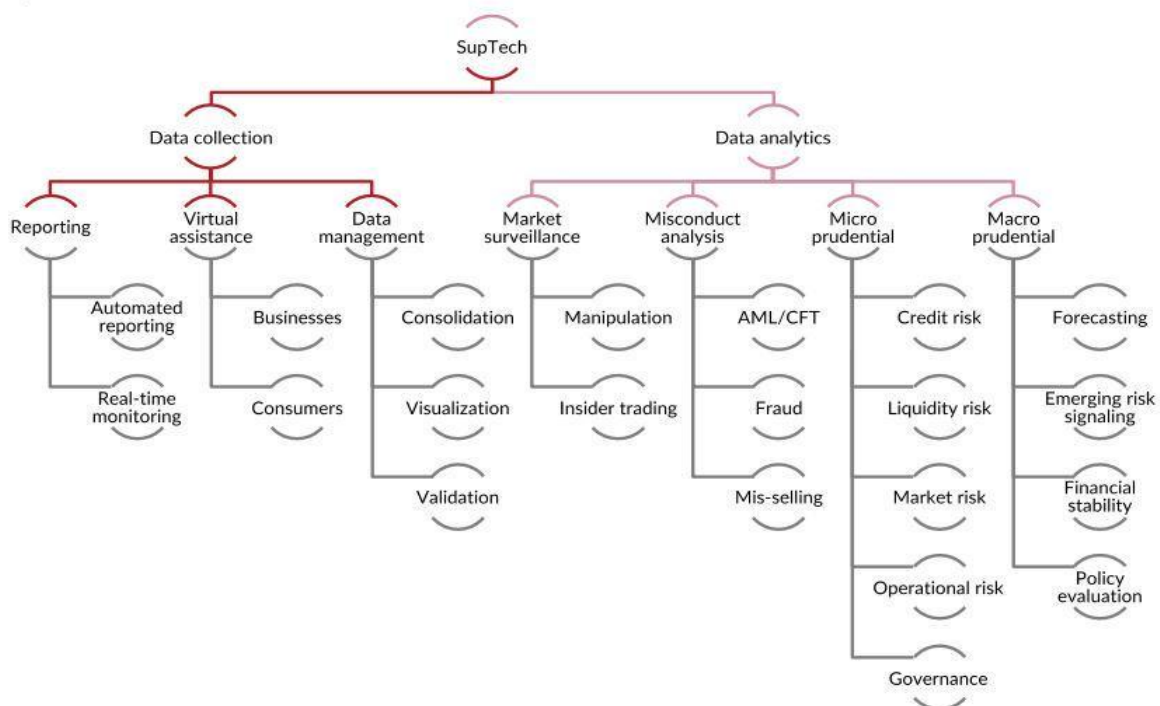 SupTech
Data collection
Data analytics
Reporting
Virtual
assistance
Data
management
Market
surveillance
Misconduct
analysis
Micro
prudential
Macro
prudential
Automated
reporting
Real-time
monitoring
Businesses
Consumers
Consolidation
Visualization
Validation
Manipulation
Insider trading
AML/CFT
Fraud
Mis-selling
Credit risk
Liquidity risk
Market risk
Operational risk
Governance
Forecasting
Emerging risk
signaling
Financial
stability
Policy
evaluation